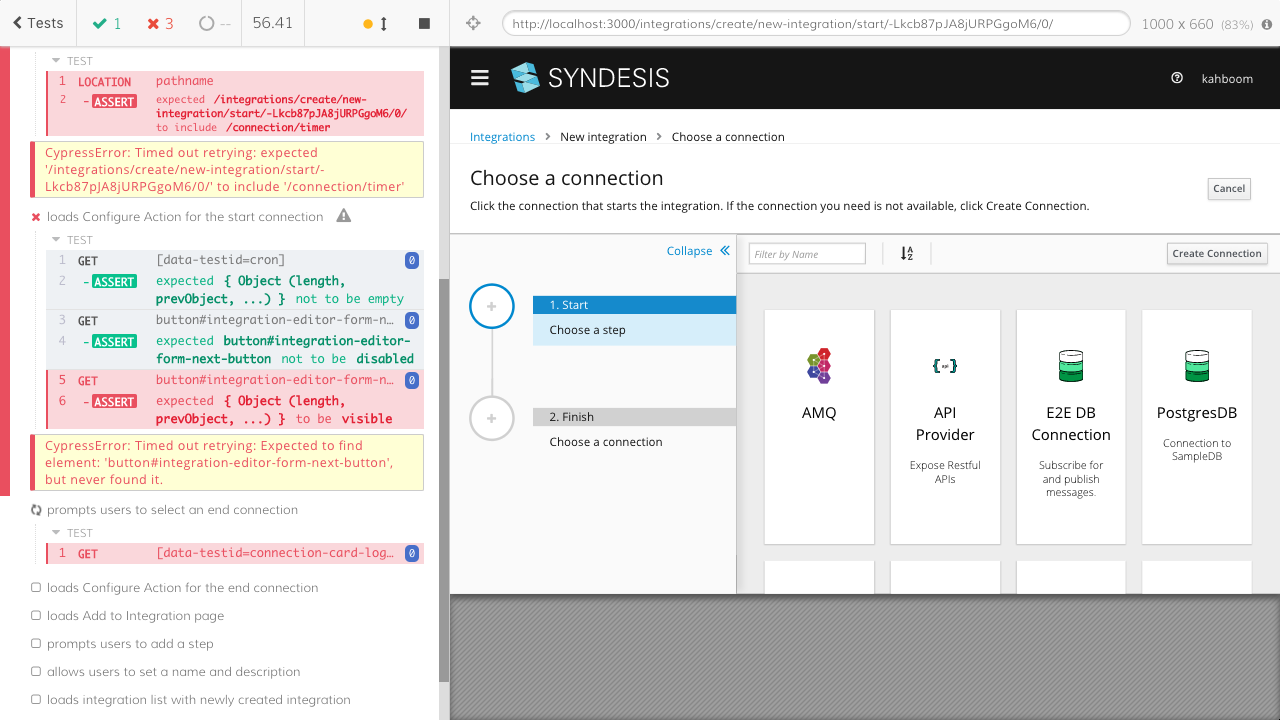 Tests
1
3
--
56.41
http://localhost:3000/integrations/create/new-integration/start/-Lkcb87pJA8jURPGgoM6/0/
1000 x 660 (83%)
TEST
1 LOCATION pathname
2 - ASSERT expected /integrations/create/new-
integration/start/-Lkcb87pJA8jURPGgoM6/0/
to include /connection/timer
CypressError: Timed out retrying: expected
'/integrations/create/new-integration/start/-
Lkcb87pJA8jURPGgoM6/0/' to include '/connection/timer'
loads Configure Action for the start connection
TEST
1 GET [data-testid=cron] 0
2 - ASSERT expected { Object (length,
prevObject, ...) } not to be empty
3 GET button#integration-editor-form-n... 0
4 - ASSERT expected button#integration-editor-
form-next-button not to be disabled
5 GET button#integration-editor-form-n... 0
6 - ASSERT expected { Object (length,
prevObject, ...) } to be visible
CypressError: Timed out retrying: Expected to find
element: 'button#integration-editor-form-next-button',
but never found it.
prompts users to select an end connection
TEST
1 GET [data-testid=connection-card-log... 0
loads Configure Action for the end connection
loads Add to Integration page
prompts users to add a step
allows users to set a name and description
loads integration list with newly created integration
SYNDESIS
kahboom
Integrations > New integration > Choose a connection
Choose a connection
Click the connection that starts the integration. If the connection you need is not available, click Create Connection.
Cancel
Collapse
Filter by Name
A
Z
Create Connection
1. Start
Choose a step
2. Finish
Choose a connection
AMQ
api
API
Provider
Expose Restful
APIs
E2E DB
Connection
Subscribe for
and publish
messages.
PostgresDB
Connection to
SampleDB